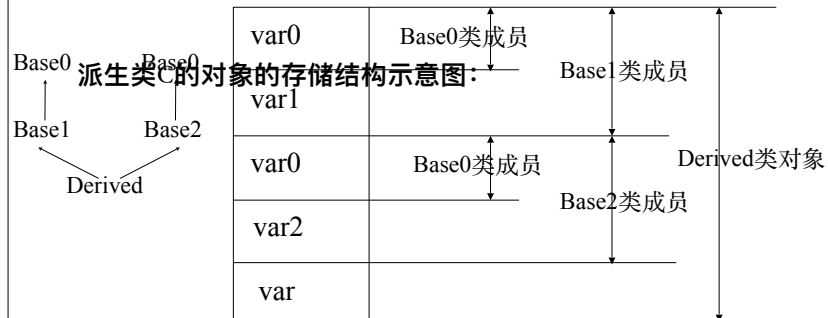 var0 Base0类成员
Base0 Base0 派生类C的对象的存储结构示意图：
Base1类成员
var1
Base1 Base2
var0 Base0类成员 Derived类对象
Derived
Base2类成员
var2
var